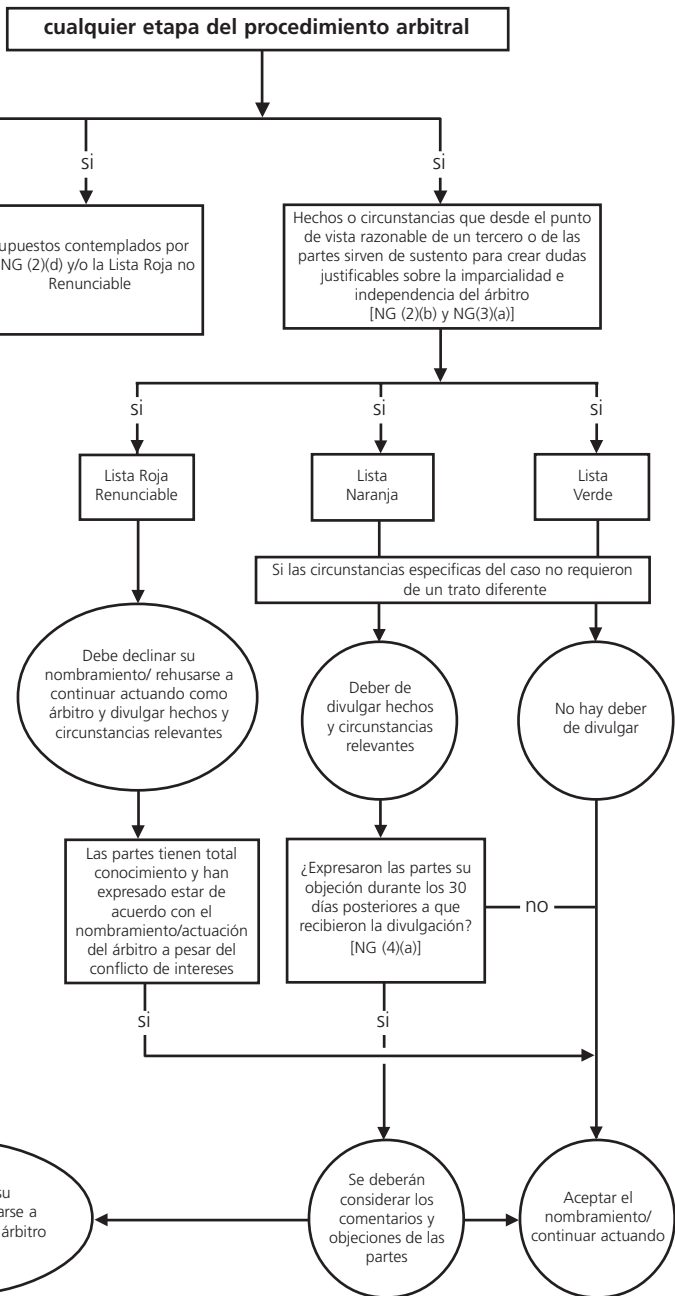 cualquier etapa del procedimiento arbitral
si
si
upuestos contemplados por
NG (2)(d) y/o la Lista Roja no
Renunciable
Hechos o circunstancias que desde el punto
de vista razonable de un tercero o de las
partes sirven de sustento para crear dudas
justificables sobre la imparcialidad e
independencia del árbitro
[NG (2)(b) y NG(3)(a)]
si
si
si
Lista Roja
Renunciable
Lista
Naranja
Lista
Verde
Si las circunstancias especificas del caso no requieron
de un trato diferente
Debe declinar su
nombramiento/ rehusarse a
continuar actuando como
árbitro y divulgar hechos y
circunstancias relevantes
Deber de
divulgar hechos
y circunstancias
relevantes
No hay deber
de divulgar
Las partes tienen total
conocimiento y han
expresado estar de
acuerdo con el
nombramiento/actuación
del árbitro a pesar del
conflicto de intereses
¿Expresaron las partes su
objeción durante los 30
días posteriores a que
recibieron la divulgación?
[NG (4)(a)]
no
si
si
su
arse a
árbitro
Se deberán
considerar los
comentarios y
objeciones de las
partes
Aceptar el
nombramiento/
continuar actuando